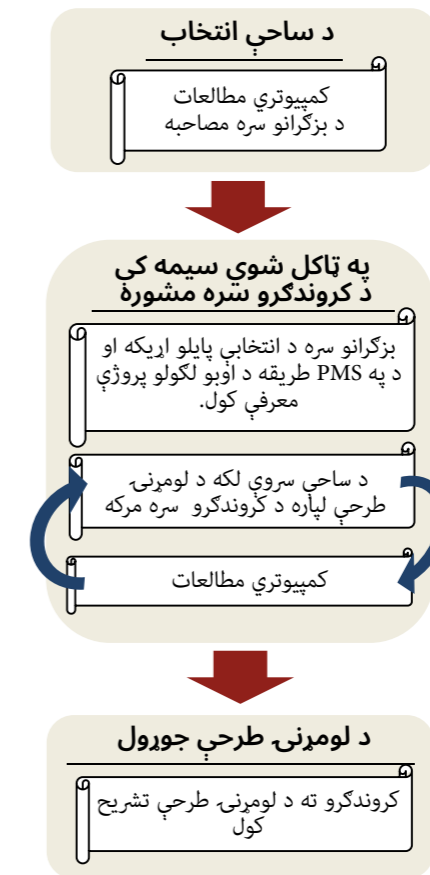 د ساحې انتخاب
کمپیوتري مطالعات
د بزګرانو سره مصاحبه
په ټاکل شوي سیمه کې
د کروندګرو سره مشوره
بزګرانو سره د انتخابي پایلو اړیکه او
د په PMS طریقه د اوبو لګولو پروژې
معرفي کول.
د ساحې سروې لکه د لومړنۍ
طرحې لپاره د کروندګرو سره مرکه
کمپیوتري مطالعات
د لومړنۍ طرحې جوړول
کروندګرو ته د لومړنۍ طرحې تشریح
کول